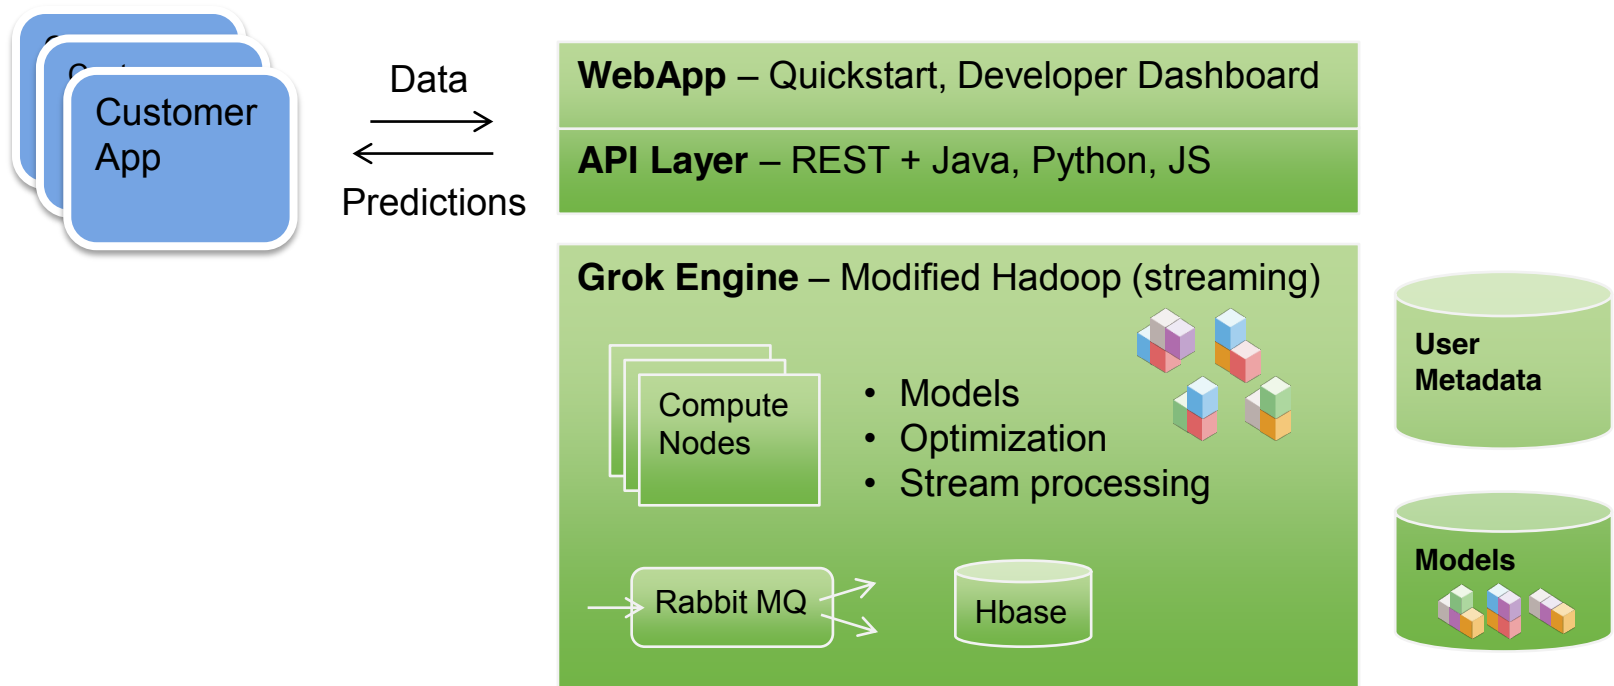 Customer
App
Data
Predictions
WebApp – Quickstart, Developer Dashboard
API Layer – REST + Java, Python, JS
Grok Engine – Modified Hadoop (streaming)
Compute
Nodes
• Models
• Optimization
• Stream processing
Rabbit MQ
Hbase
User
Metadata
Models